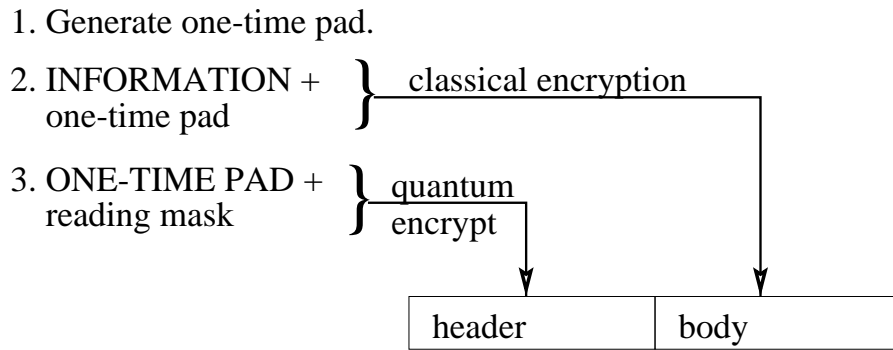 1. Generate one-time pad.
2. INFORMATION +
one-time pad
classical encryption
3. ONE-TIME PAD +
reading mask
quantum
encrypt
header
body